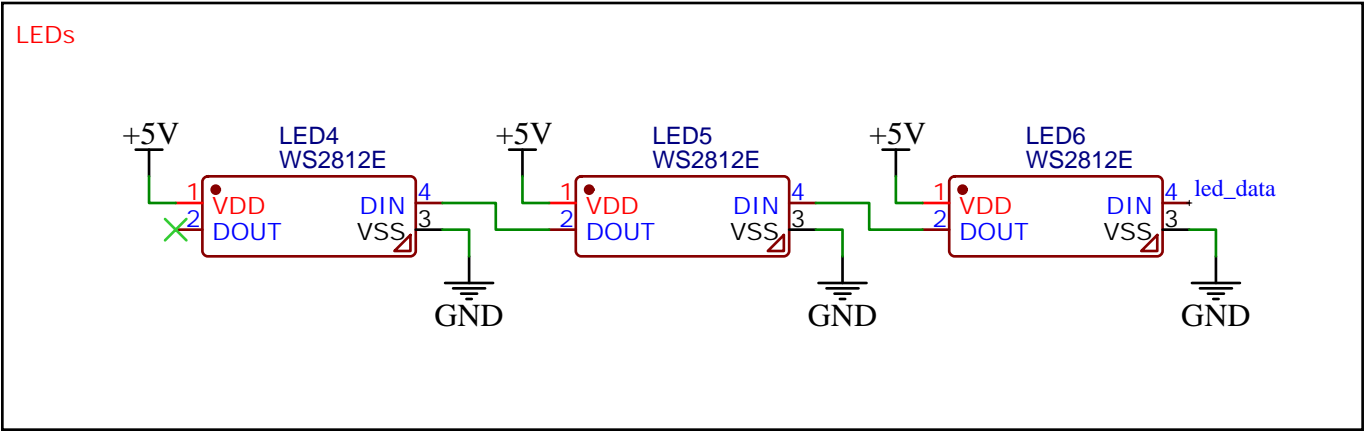 LEDs
+5V
LED4
WS2812E
1
VDD
2
DOUT
DIN
4
VSS
3
GND
+5V
LED5
WS2812E
1
VDD
2
DOUT
DIN
4
VSS
3
GND
+5V
LED6
WS2812E
1
VDD
2
DOUT
DIN
4
led_data
VSS
3
GND